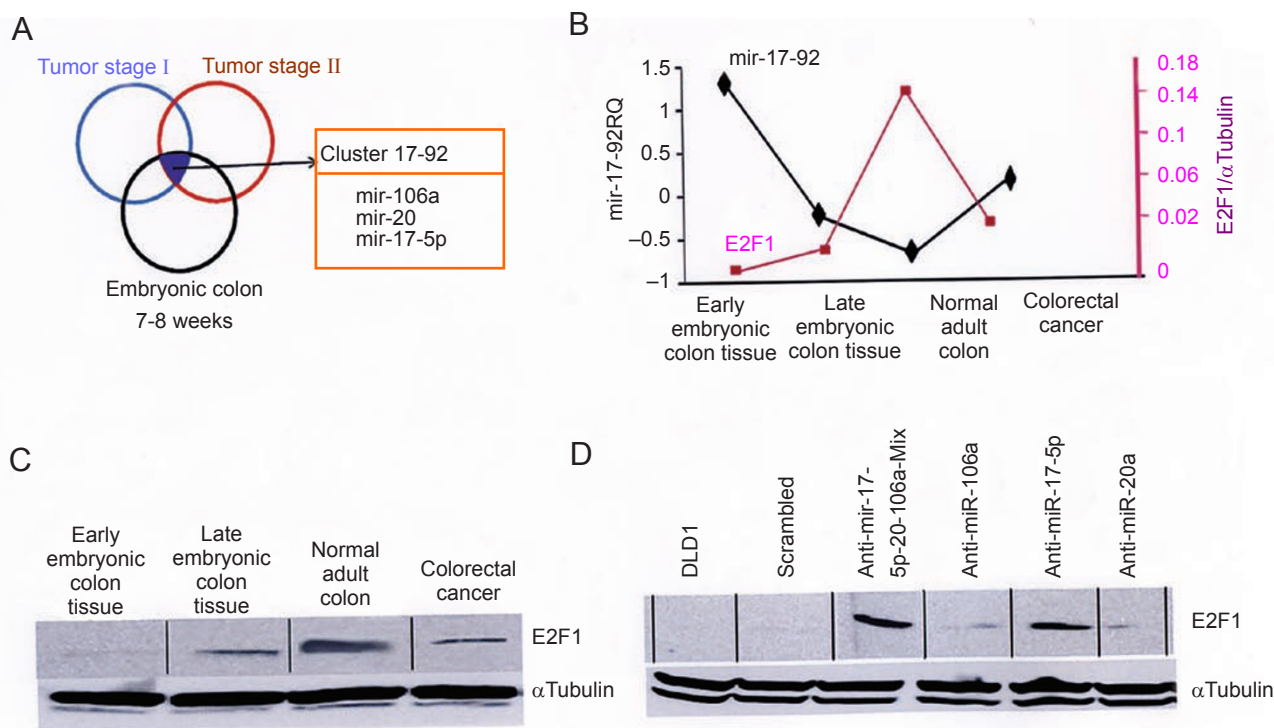 A
Tumor stage I
Tumor stage II
Cluster 17-92
mir-106a
mir-20
mir-17-5p
Embryonic colon
7-8 weeks
B
mir-17-92
mir-17-92RQ
1.5
1
0.5
0
–0.5
–1
E2F1
0.18
0.14
0.1
0.06
0.02
0
E2F1/αTubulin
Early
embryonic
colon tissue
Late
embryonic
colon tissue
Normal
adult
colon
Colorectal
cancer
C
Early
embryonic
colon
tissue
Late
embryonic
colon
tissue
Normal
adult
colon
Colorectal
cancer
E2F1
αTubulin
D
DLD1
Scrambled
Anti-mir-17-
5p-20-106a-Mix
Anti-miR-106a
Anti-miR-17-5p
Anti-miR-20a
E2F1
αTubulin